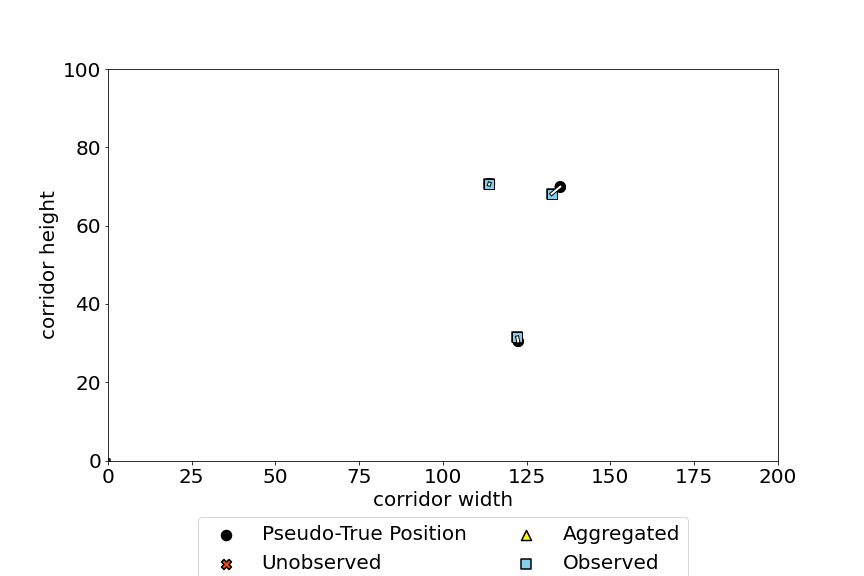 100
80
60
40
20
0
0 25 50 75 100 125 150 175 200
corridor height
corridor width
Pseudo-True Position
Aggregated
Unobserved
Observed